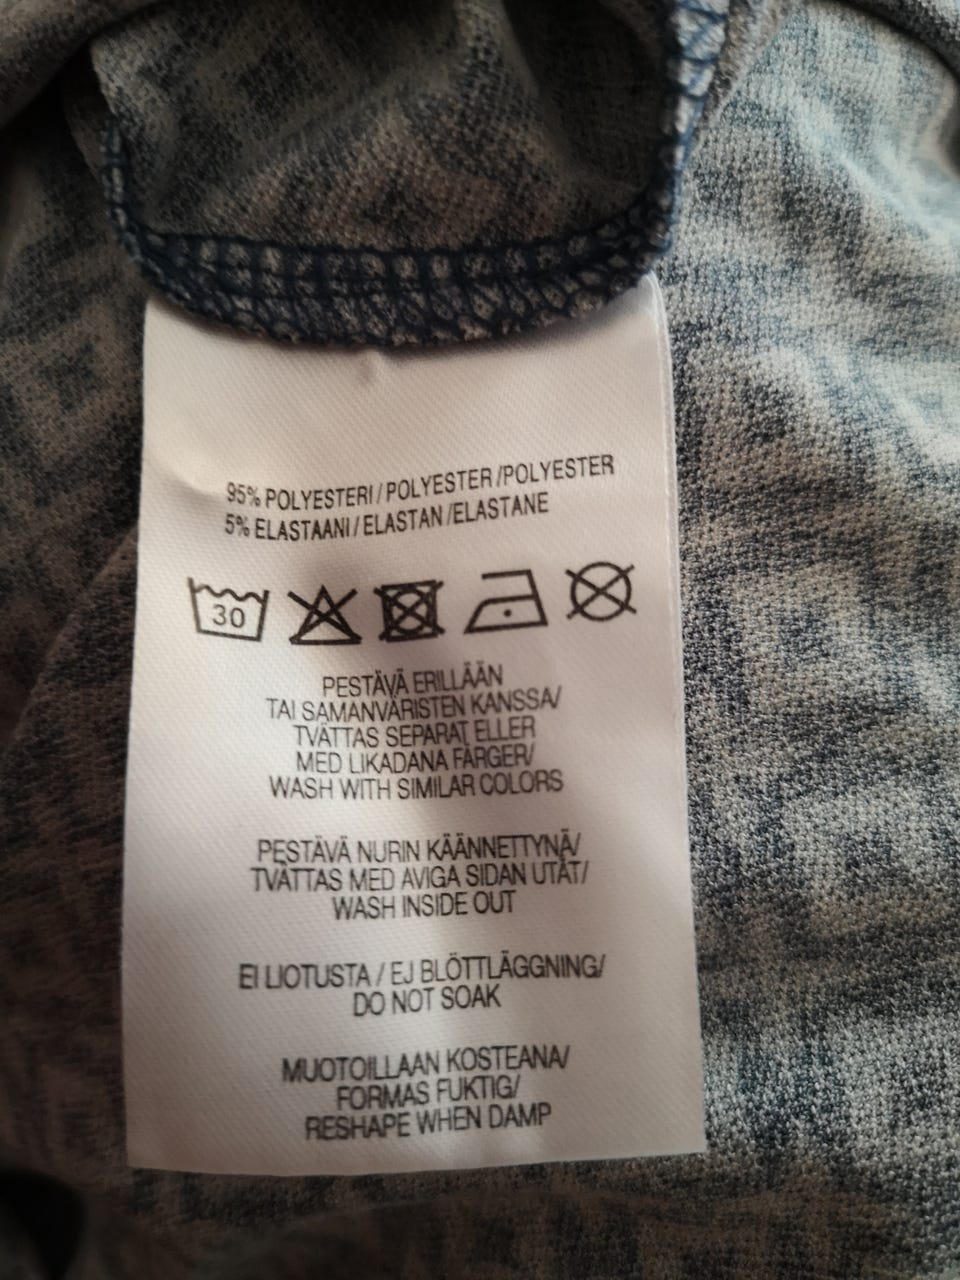 95% POLYESTERI / POLYESTER /POLYESTER
5% ELASTAANI / ELASTAN /ELASTANE
30
PESTÄVÄ ERILLÄÄN
TAI SAMANVÄRISTEN KANSSA/
TVÄTTAS SEPARAT ELLER
MED LIKADANA FÄRGER/
WASH WITH SIMILAR COLORS
PESTÄVÄ NURIN KÄÄNNETTYNÄ/
TVÄTTAS MED AVIGA SIDAN UTÅT/
WASH INSIDE OUT
EI LIOTUSTA / EJ BLÖTTLÄGGNING/
DO NOT SOAK
MUOTOILLAAN KOSTEANA/
FORMAS FUKTIG/
RESHAPE WHEN DAMP